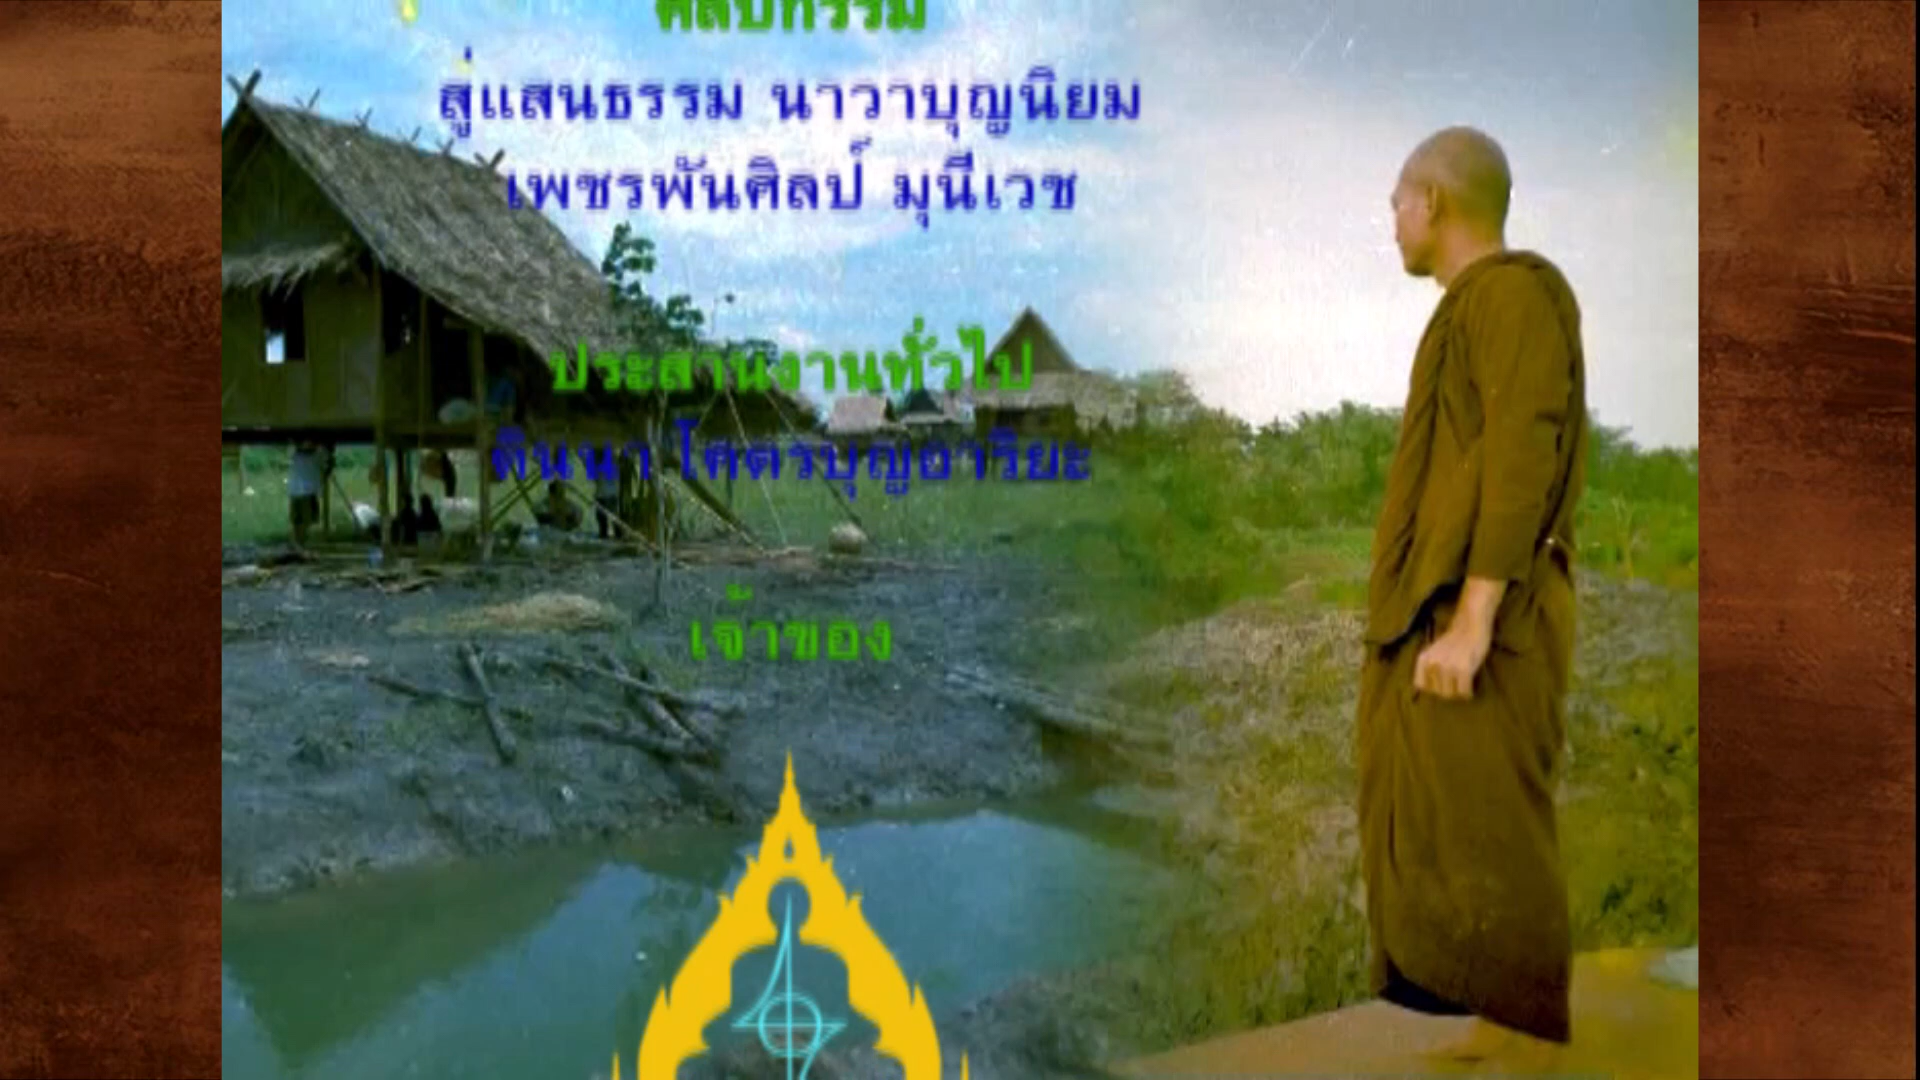 ศิลปกรรม
สู่แสนธรรม นาวาบุญนิยม
เพชรพันศิลป์ มุนีเวช
ประสานงานทั่วไป
ดินนา โคตรบุญอาริยะ
เจ้าของ